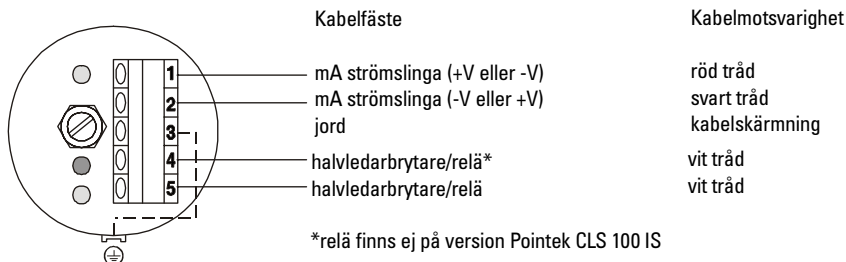 Kabelfäste Kabelmotsvarighet
1 mA strömslinga (+V eller -V) röd tråd
2 mA strömslinga (-V eller +V) svart tråd
3 jord kabelskärmning
4 halvledarbrytare/relä* vit tråd
5 halvledarbrytare/relä vit tråd
*relä finns ej på version Pointek CLS 100 IS